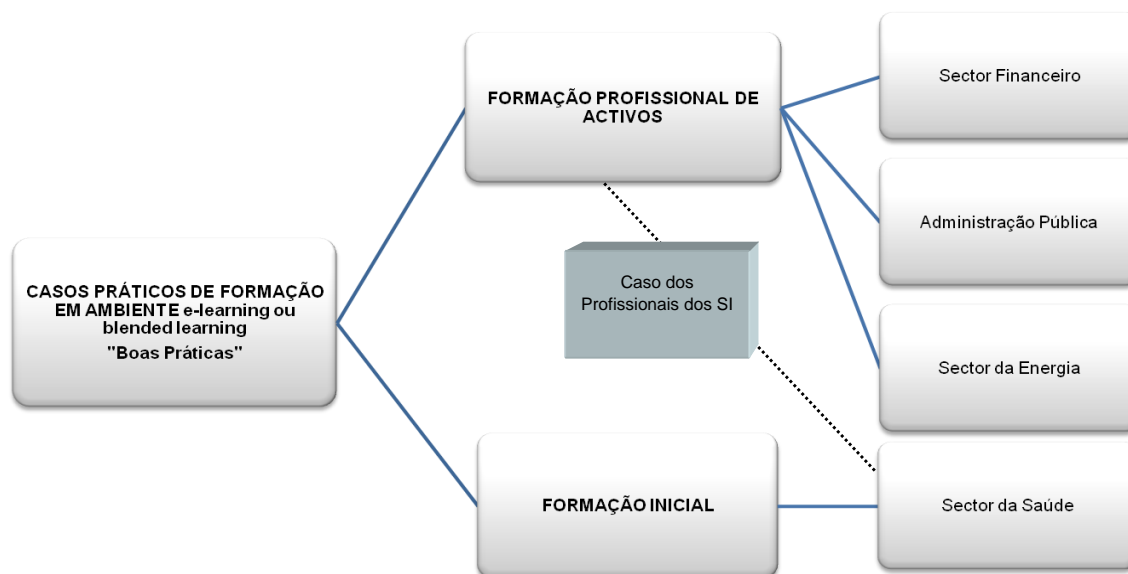 CASOS PRÁTICOS DE FORMAÇÃO
EM AMBIENTE e-learning ou
blended learning
"Boas Práticas"
FORMAÇÃO PROFISSIONAL DE
ACTIVOS
Sector Financeiro
Administração Pública
Sector da Energia
Caso dos
Profissionais dos SI
FORMAÇÃO INICIAL
Sector da Saúde